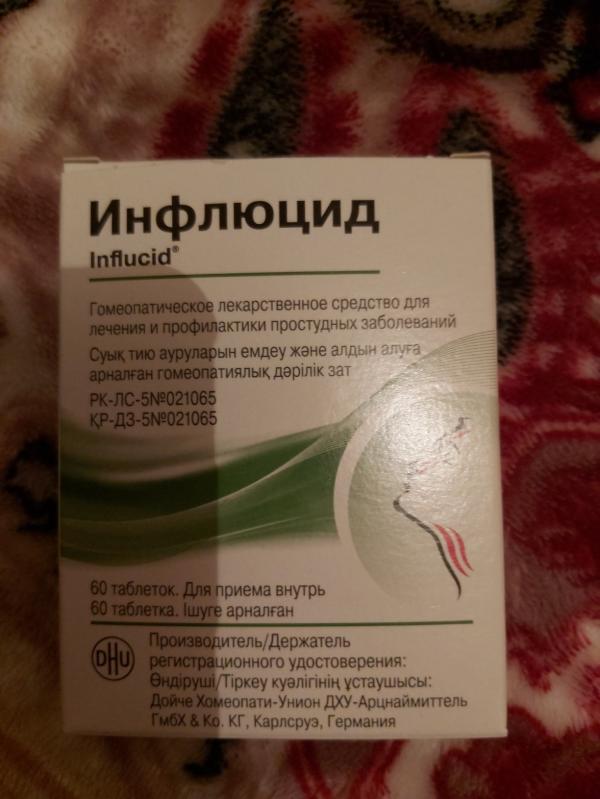 Инфлюцид
Influcid®
Гомеопатическое лекарственное средство для
лечения и профилактики простудных заболеваний
Суық тию ауруларын емдеу және алдын алуға
арналған гомеопатиялық дәрілік зат
РК-ЛС-5№021065
ҚР-ДЗ-5№021065
60 таблеток. Для приема внутрь
60 таблетка. Ішуге арналған
DHU
Производитель/Держатель
регистрационного удостоверения:
Өндіруші/Тіркеу куәлігінің ұстаушысы:
Дойче Хомеопати-Унион ДХУ-Арцнаймиттель
ГмбХ & Ко. КГ, Карлсруэ, Германия